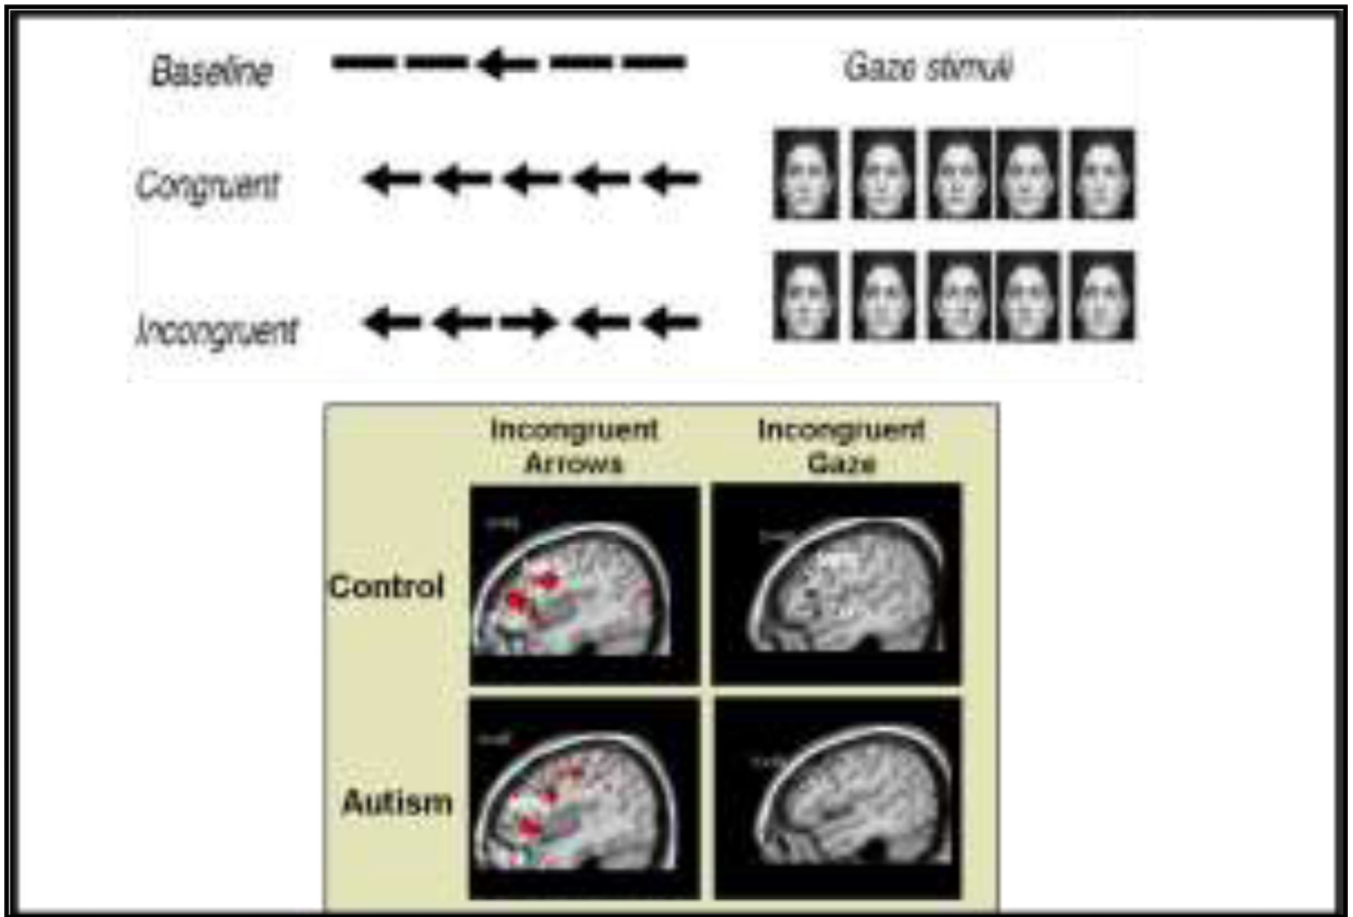 Baseline
Gaze stimuli
Congruent
Incongruent
Incongruent
Arrows
Incongruent
Gaze
Control
Autism